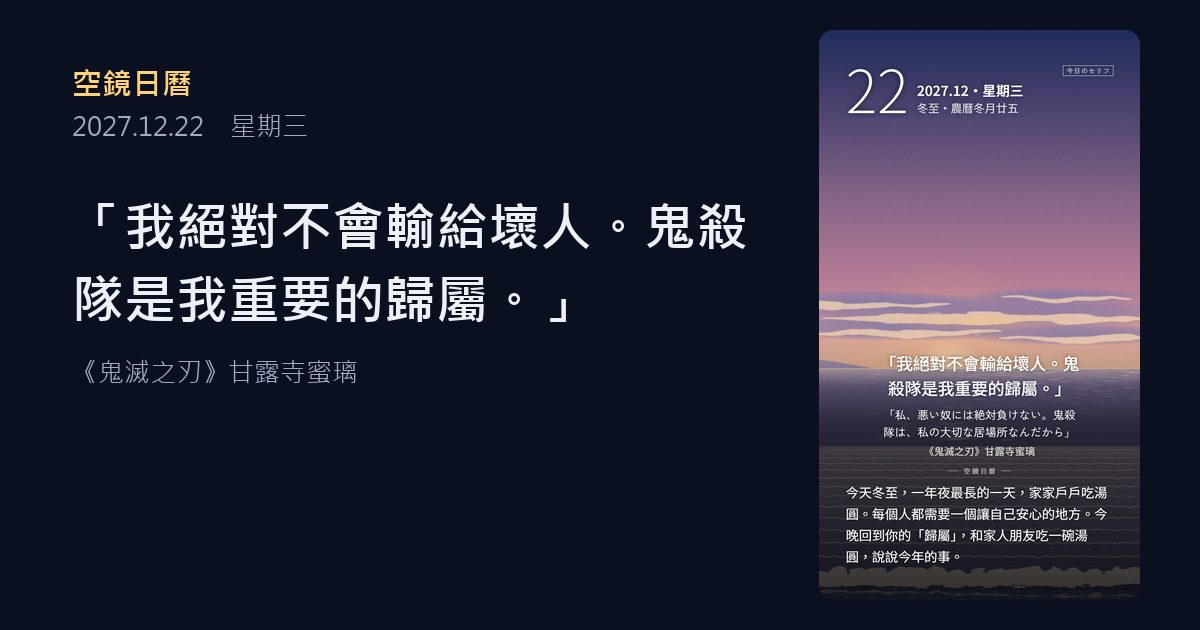 空鏡日曆
2027.12.22 星期三
「我絕對不會輸給壞人。鬼殺
隊是我重要的歸屬。」
《鬼滅之刃》甘露寺蜜璃
22
2027.12・星期三
冬至・農曆冬月廿五
今日のセリフ
「我絕對不會輸給壞人。鬼
殺隊是我重要的歸屬。」
「私、悪い奴には絶対負けない。鬼殺
隊は、私の大切な居場所なんだから」
《鬼滅之刃》甘露寺蜜璃
— 空鏡日曆 —
今天冬至，一年夜最長的一天，家家戶戶吃湯
圓。每個人都需要一個讓自己安心的地方。今
晚回到你的「歸屬」，和家人朋友吃一碗湯
圓，說說今年的事。